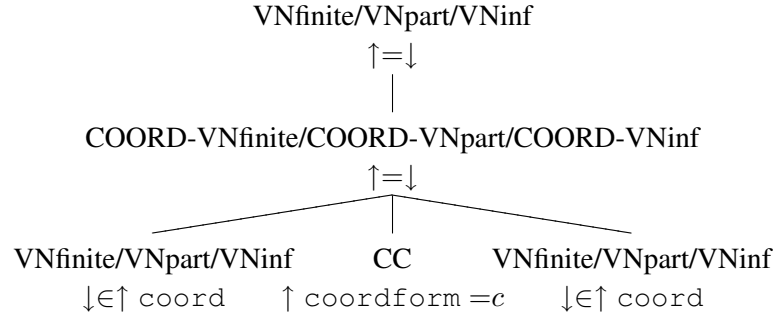 VNfinite/VNpart/VNinf
↑=↓
COORD-VNfinite/COORD-VNpart/COORD-VNinf
↑=↓
VNfinite/VNpart/VNinf CC VNfinite/VNpart/VNinf
↓∈↑ coord ↑ coordform =c ↓∈↑ coord